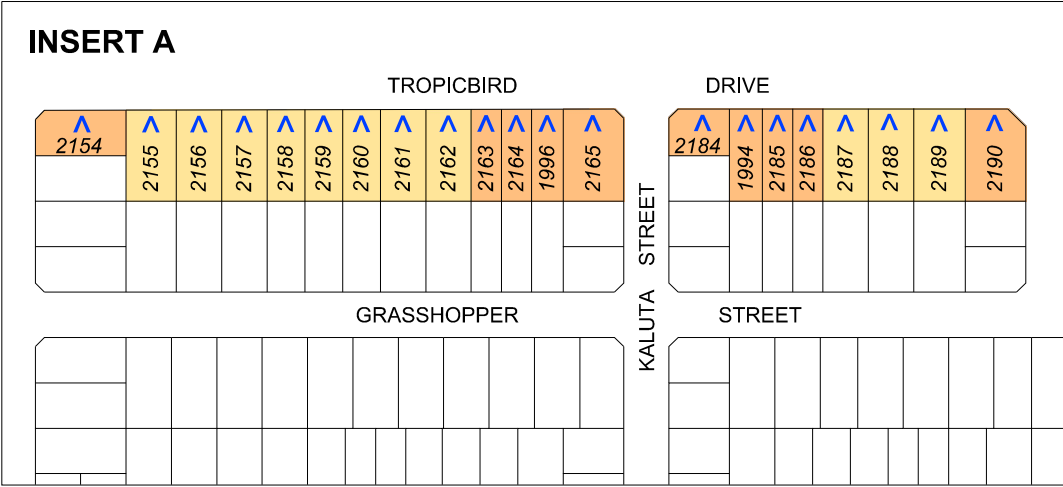 INSERT A
TROPICBIRD DRIVE
2154 2155 2156 2157 2158 2159 2160 2161 2162 2163 2164 1996 2165 2184 1994 2185 2186 2187 2188 2189 2190
KALUTA STREET
GRASSHOPPER STREET